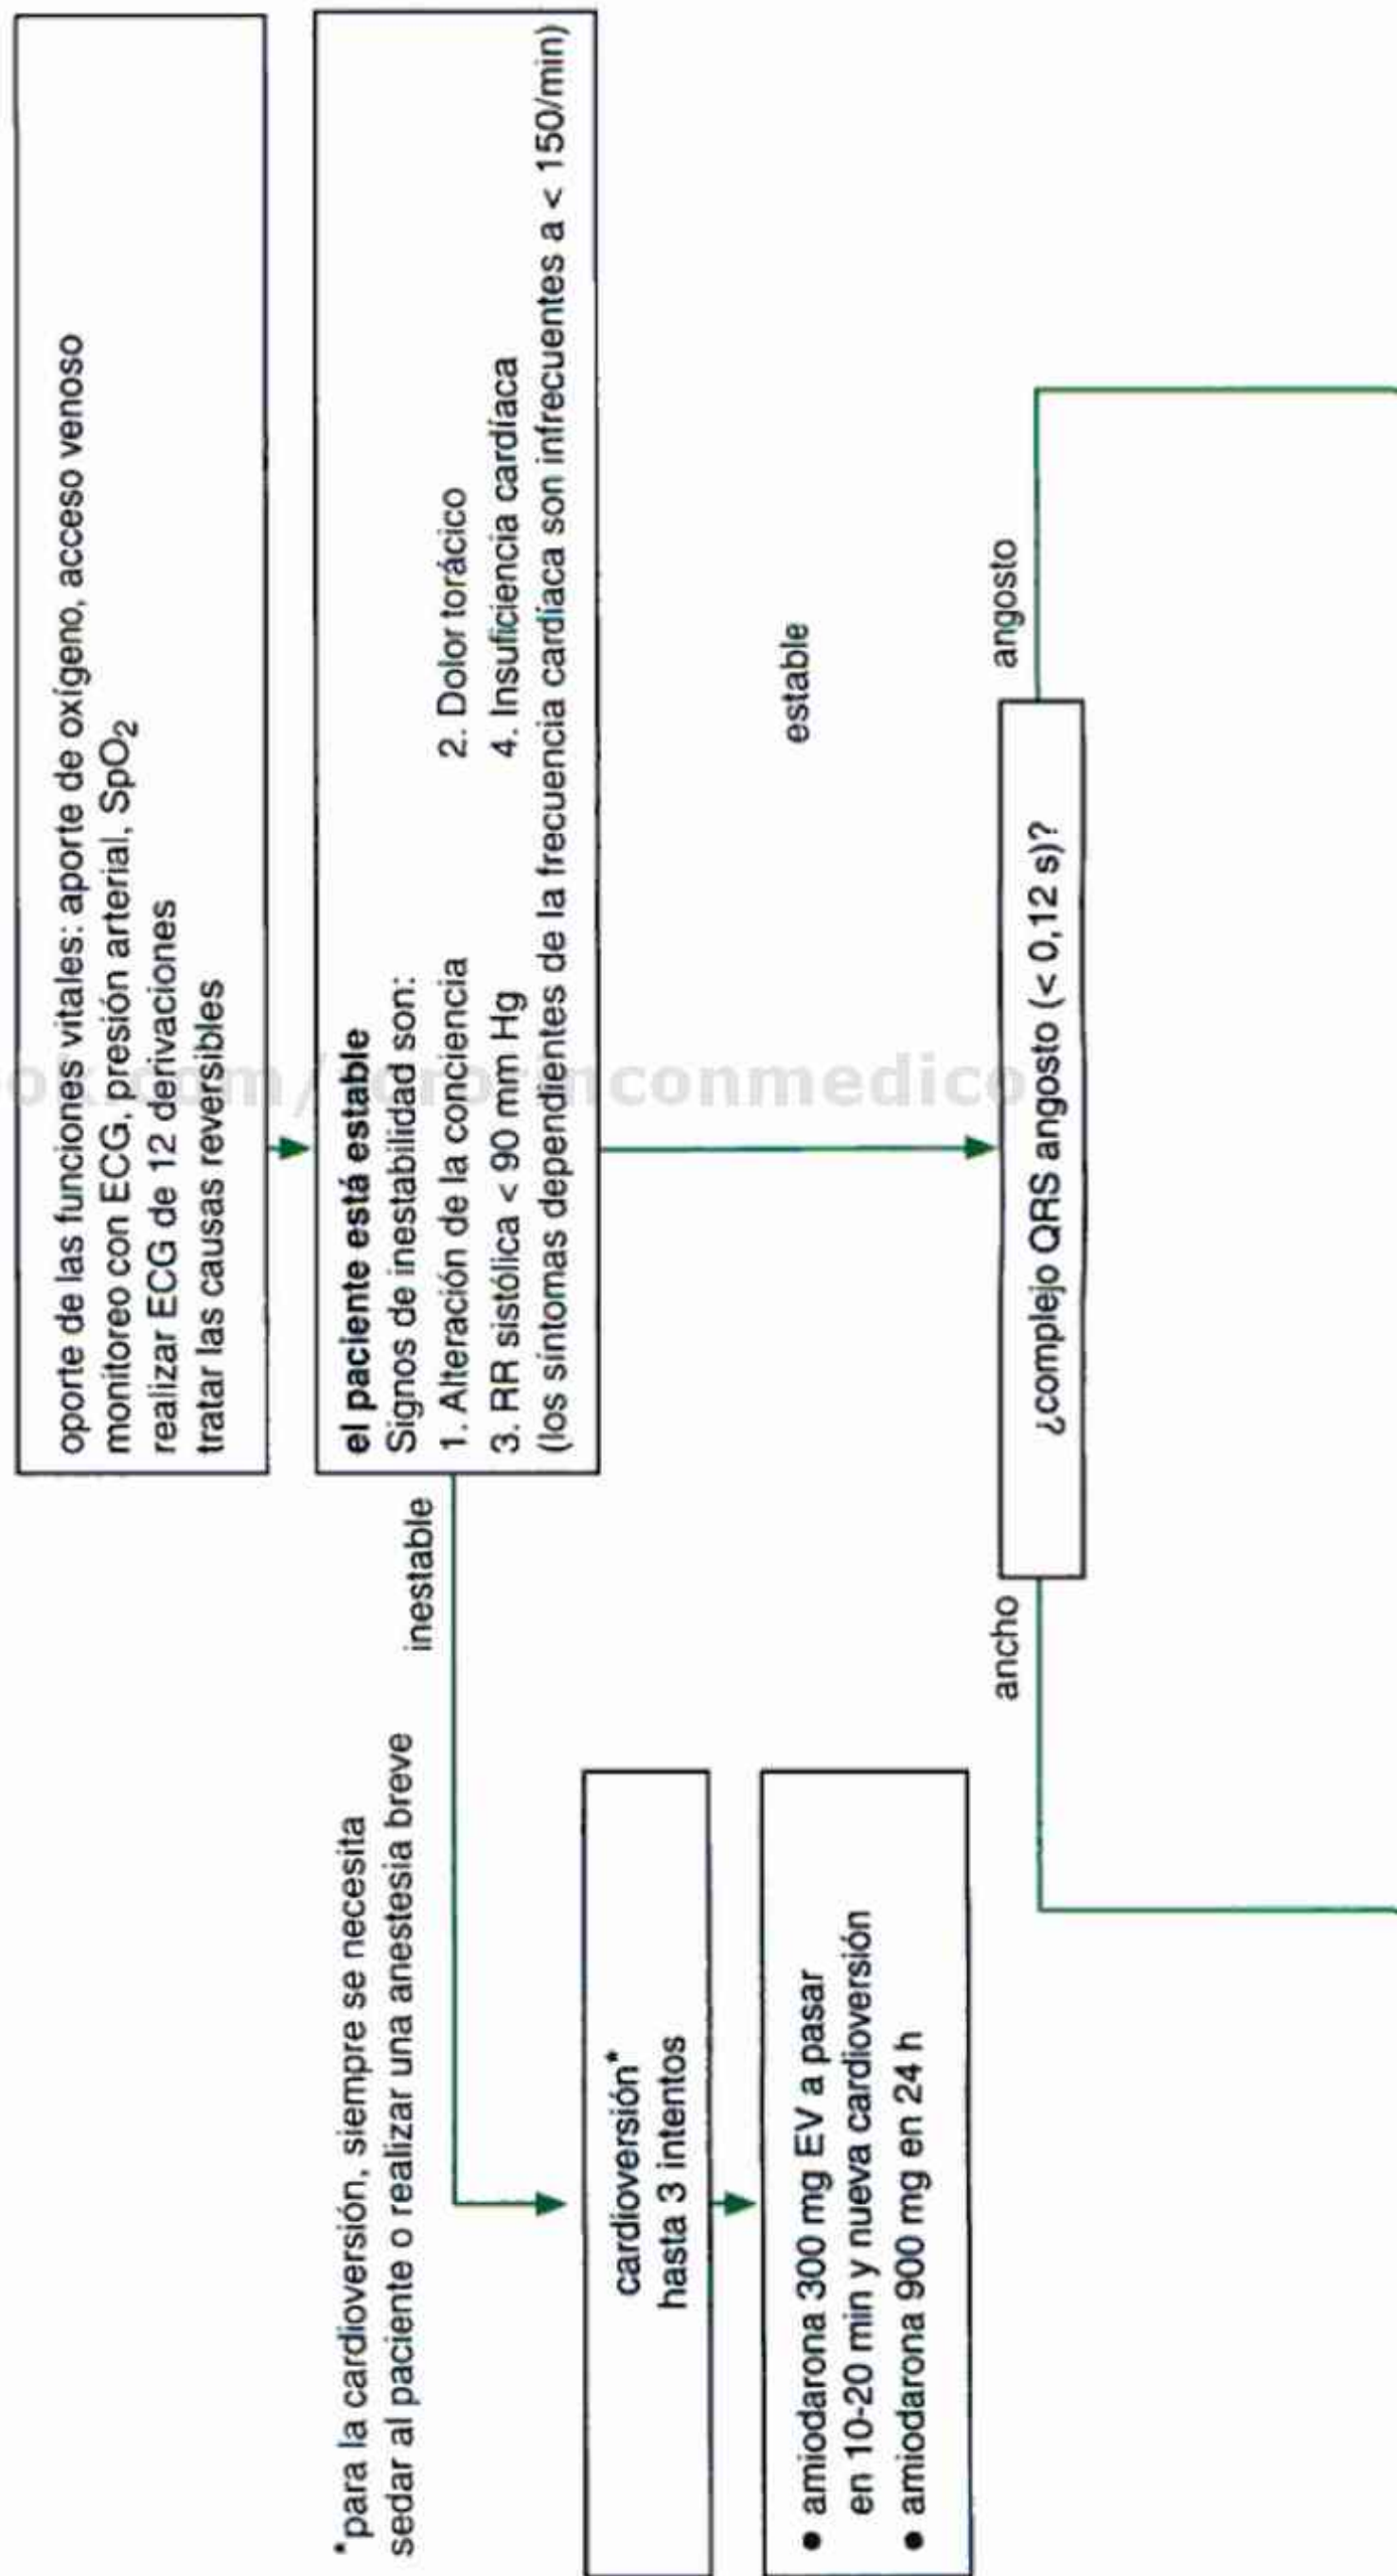 oporte de las funciones vitales: aporte de oxígeno, acceso venoso
monitoreo con ECG, presión arterial, SpO₂
realizar ECG de 12 derivaciones
tratar las causas reversibles
el paciente está estable
Signos de inestabilidad son:
1. Alteración de la conciencia 2. Dolor torácico
3. RR sistólica < 90 mm Hg 4. Insuficiencia cardíaca
(los síntomas dependientes de la frecuencia cardíaca son infrecuentes a < 150/min)
inestable
*para la cardioversión, siempre se necesita
sedar al paciente o realizar una anestesia breve
cardioversión*
hasta 3 intentos
• amiodarona 300 mg EV a pasar
en 10-20 min y nueva cardioversión
• amiodarona 900 mg en 24 h
estable
¿complejo QRS angosto (< 0,12 s)?
ancho
angosto